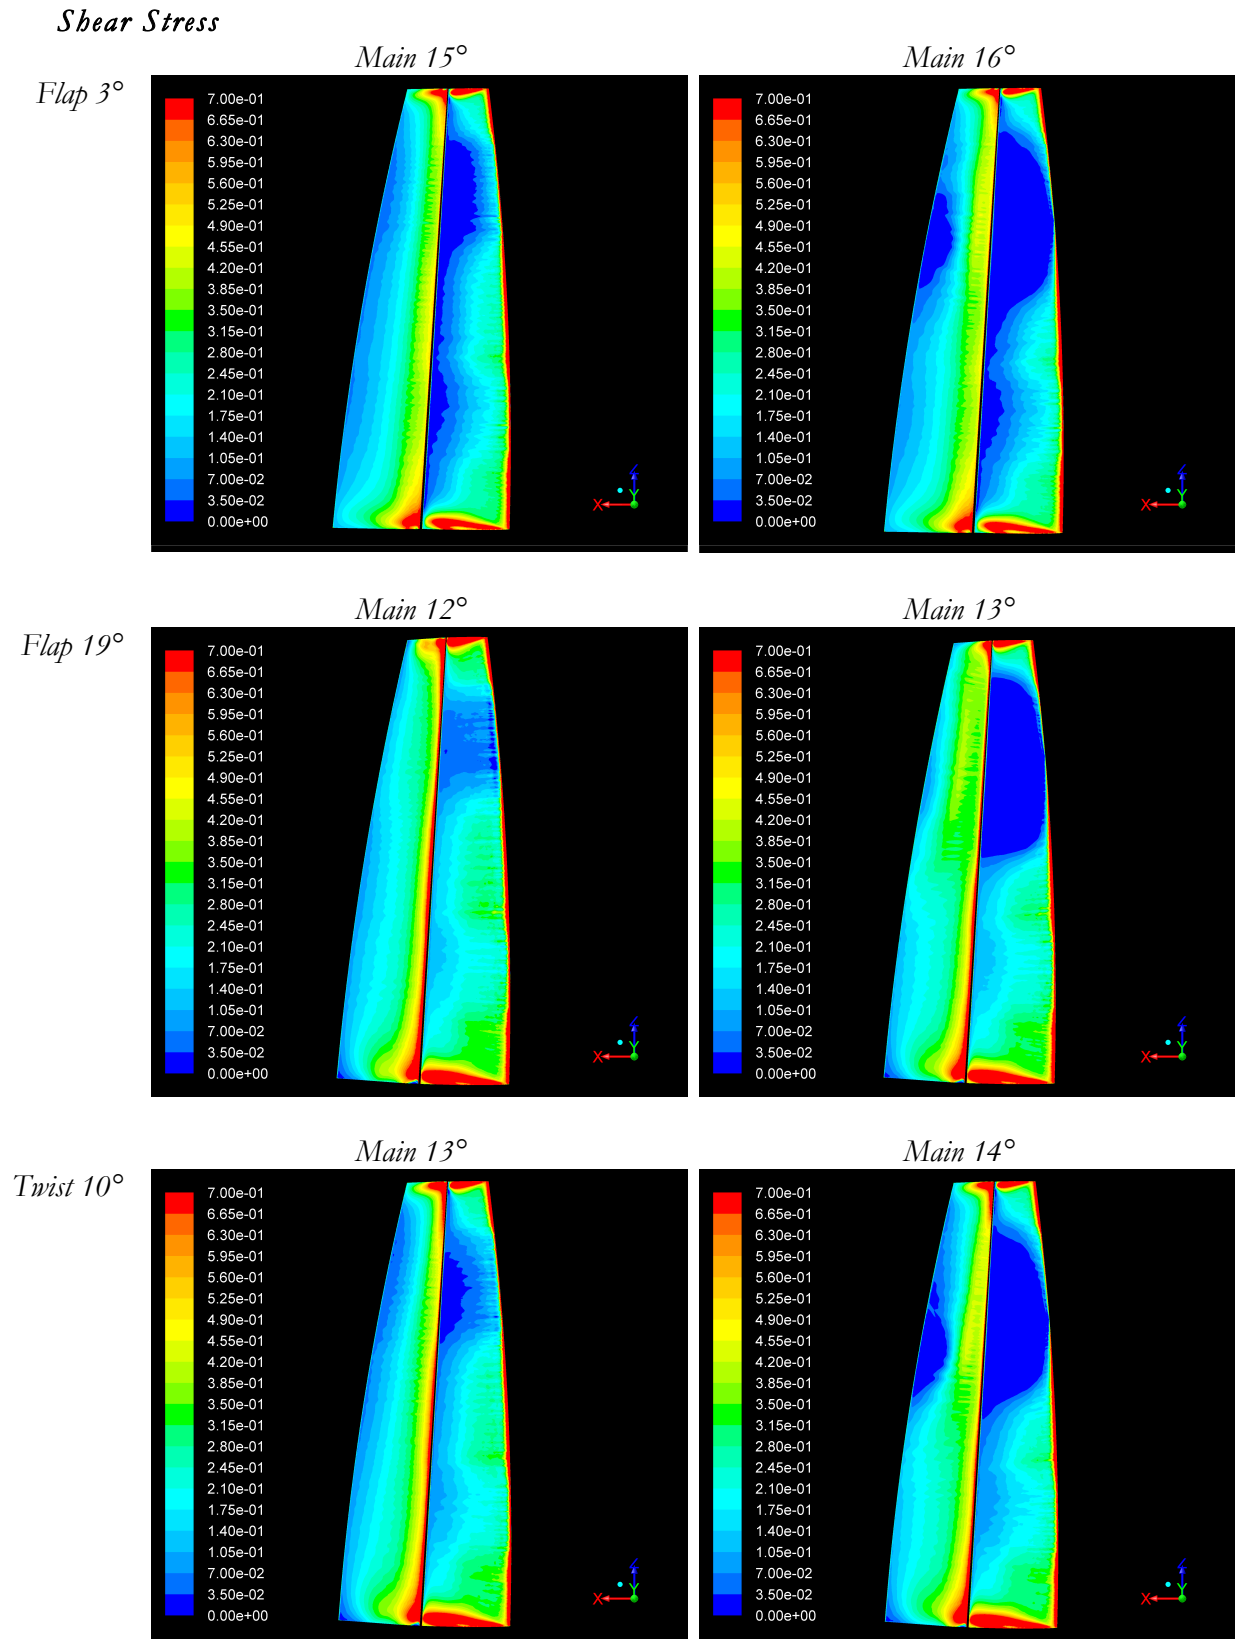 Shear Stress
Main 15°
Main 16°
Flap 3°
7.00e-01
6.65e-01
6.30e-01
5.95e-01
5.60e-01
5.25e-01
4.90e-01
4.55e-01
4.20e-01
3.85e-01
3.50e-01
3.15e-01
2.80e-01
2.45e-01
2.10e-01
1.75e-01
1.40e-01
1.05e-01
7.00e-02
3.50e-02
0.00e+00
Z
Y
X
7.00e-01
6.65e-01
6.30e-01
5.95e-01
5.60e-01
5.25e-01
4.90e-01
4.55e-01
4.20e-01
3.85e-01
3.50e-01
3.15e-01
2.80e-01
2.45e-01
2.10e-01
1.75e-01
1.40e-01
1.05e-01
7.00e-02
3.50e-02
0.00e+00
Z
Y
X
Main 12°
Main 13°
Flap 19°
7.00e-01
6.65e-01
6.30e-01
5.95e-01
5.60e-01
5.25e-01
4.90e-01
4.55e-01
4.20e-01
3.85e-01
3.50e-01
3.15e-01
2.80e-01
2.45e-01
2.10e-01
1.75e-01
1.40e-01
1.05e-01
7.00e-02
3.50e-02
0.00e+00
Z
Y
X
7.00e-01
6.65e-01
6.30e-01
5.95e-01
5.60e-01
5.25e-01
4.90e-01
4.55e-01
4.20e-01
3.85e-01
3.50e-01
3.15e-01
2.80e-01
2.45e-01
2.10e-01
1.75e-01
1.40e-01
1.05e-01
7.00e-02
3.50e-02
0.00e+00
Z
Y
X
Main 13°
Main 14°
Twist 10°
7.00e-01
6.65e-01
6.30e-01
5.95e-01
5.60e-01
5.25e-01
4.90e-01
4.55e-01
4.20e-01
3.85e-01
3.50e-01
3.15e-01
2.80e-01
2.45e-01
2.10e-01
1.75e-01
1.40e-01
1.05e-01
7.00e-02
3.50e-02
0.00e+00
Z
Y
X
7.00e-01
6.65e-01
6.30e-01
5.95e-01
5.60e-01
5.25e-01
4.90e-01
4.55e-01
4.20e-01
3.85e-01
3.50e-01
3.15e-01
2.80e-01
2.45e-01
2.10e-01
1.75e-01
1.40e-01
1.05e-01
7.00e-02
3.50e-02
0.00e+00
Z
Y
X